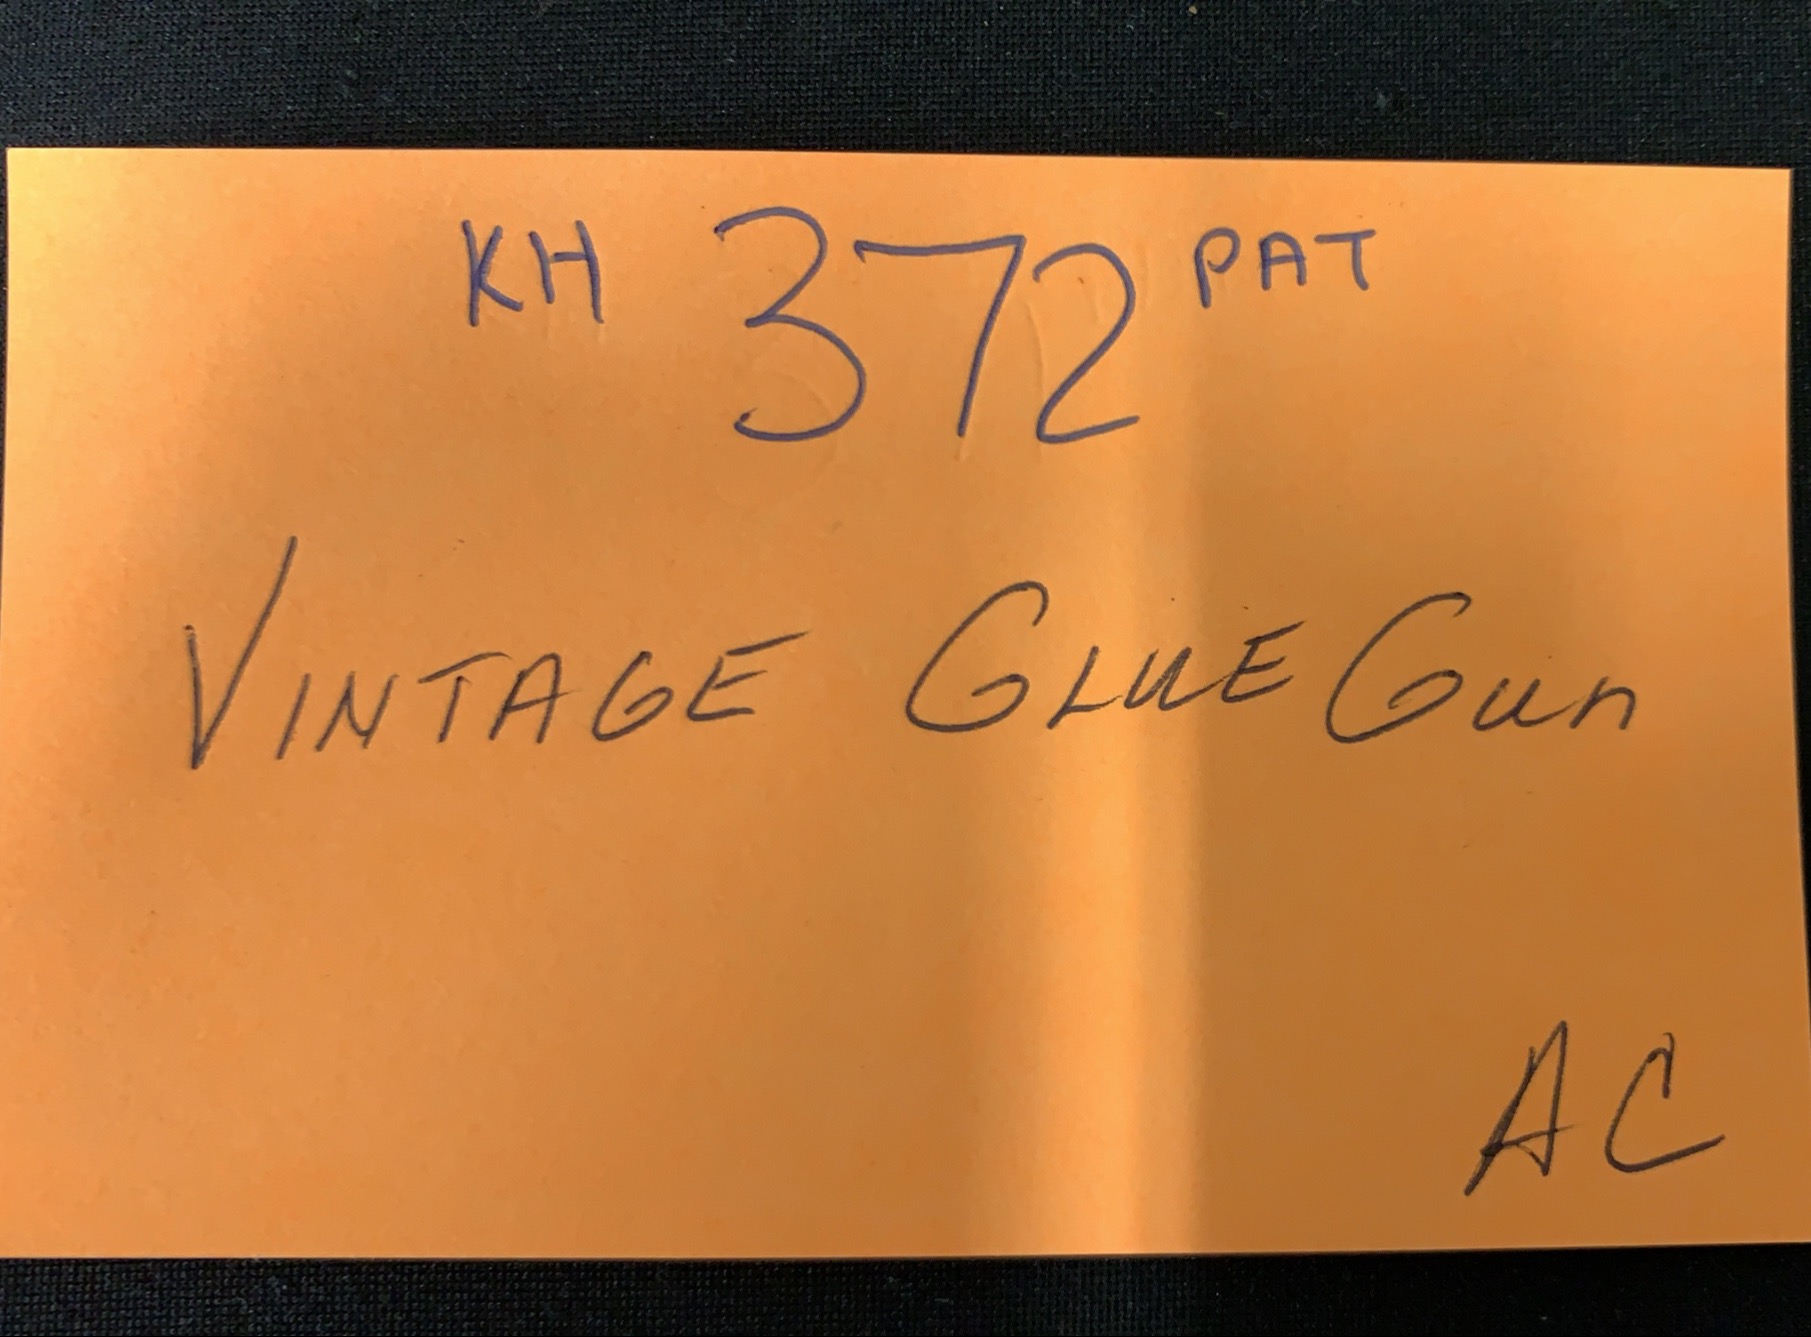 KH 372 PAT
VINTAGE GLUE GUn
AC